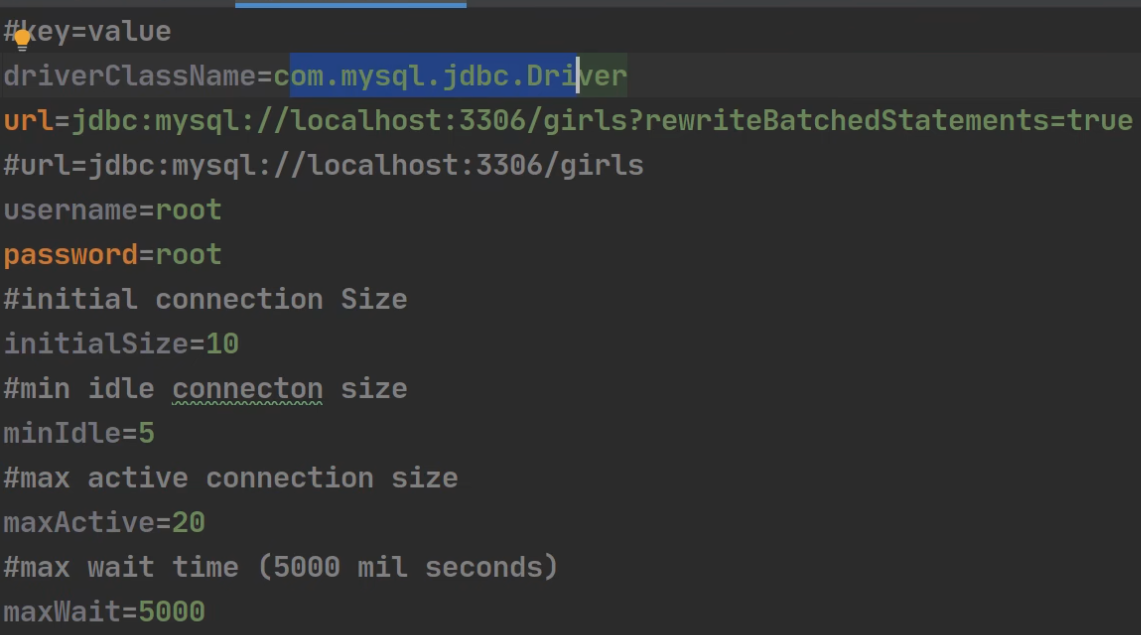 #key=value
driverClassName=com.mysql.jdbc.Driver
url=jdbc:mysql://localhost:3306/girls?rewriteBatchedStatements=true
#url=jdbc:mysql://localhost:3306/girls
username=root
password=root
#initial connection Size
initialSize=10
#min idle connecton size
minIdle=5
#max active connection size
maxActive=20
#max wait time (5000 mil seconds)
maxWait=5000